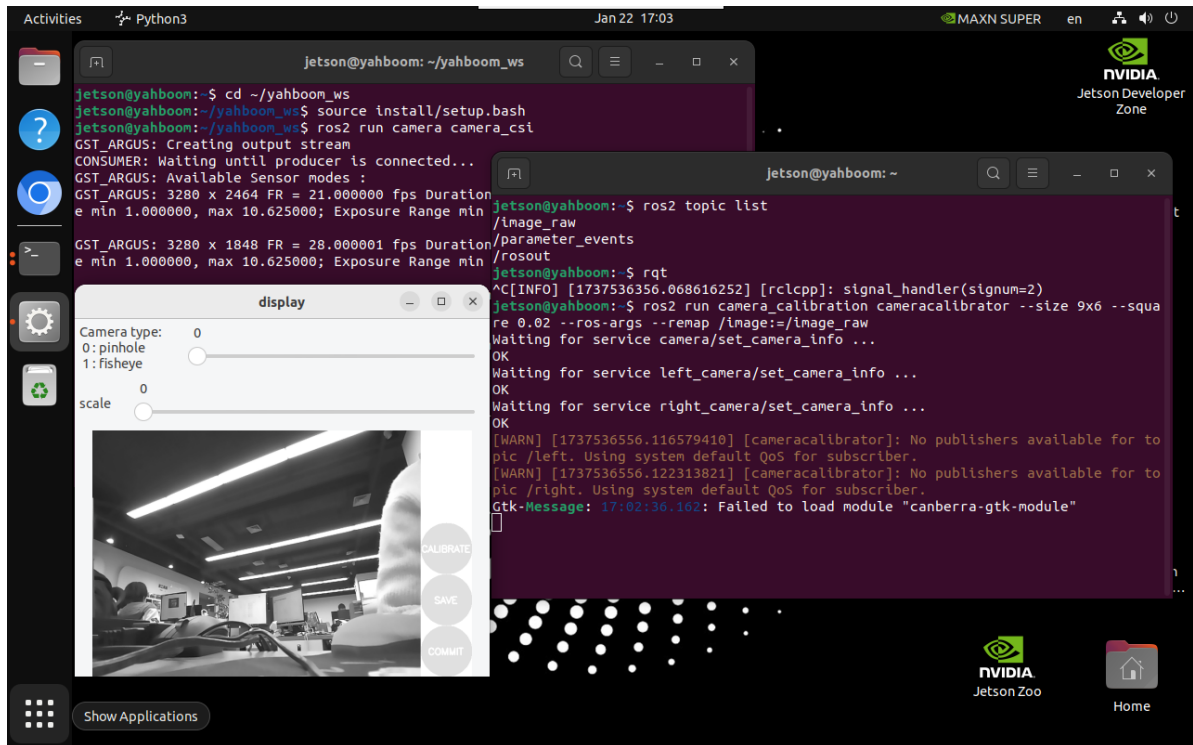 Activities
Python3
Jan 22 17:03
MAXN SUPER
en
jetson@yahboom: ~/yahboom_ws
jetson@yahboom:~$ cd ~/yahboom_ws
jetson@yahboom:~/yahboom_ws$ source install/setup.bash
jetson@yahboom:~/yahboom_ws$ ros2 run camera camera_csi
GST_ARGUS: Creating output stream
CONSUMER: Waiting until producer is connected...
GST_ARGUS: Available Sensor modes :
GST_ARGUS: 3280 x 2464 FR = 21.000000 fps Duration
e min 1.000000, max 10.625000; Exposure Range min
GST_ARGUS: 3280 x 1848 FR = 28.000001 fps Duration
e min 1.000000, max 10.625000; Exposure Range min
jetson@yahboom: ~
jetson@yahboom:~$ ros2 topic list
/image_raw
/parameter_events
/rosout
jetson@yahboom:~$ rqt
^C[INFO] [1737536356.068616252] [rclcpp]: signal_handler(signum=2)
jetson@yahboom:~$ ros2 run camera_calibration cameracalibrator --size 9x6 --squa
re 0.02 --ros-args --remap /image:=/image_raw
Waiting for service camera/set_camera_info ...
OK
Waiting for service left_camera/set_camera_info ...
OK
Waiting for service right_camera/set_camera_info ...
OK
[WARN] [1737536556.116579410] [cameracalibrator]: No publishers available for to
pic /left. Using system default QoS for subscriber.
[WARN] [1737536556.122313821] [cameracalibrator]: No publishers available for to
pic /right. Using system default QoS for subscriber.
Gtk-Message: 17:02:36.162: Failed to load module "canberra-gtk-module"
display
Camera type:
0 : pinhole
1 : fisheye
0
0
scale
CALIBRATE
SAVE
COMMIT
NVIDIA.
Jetson Developer
Zone
t
n
...
NVIDIA.
Jetson Zoo
Home
Show Applications